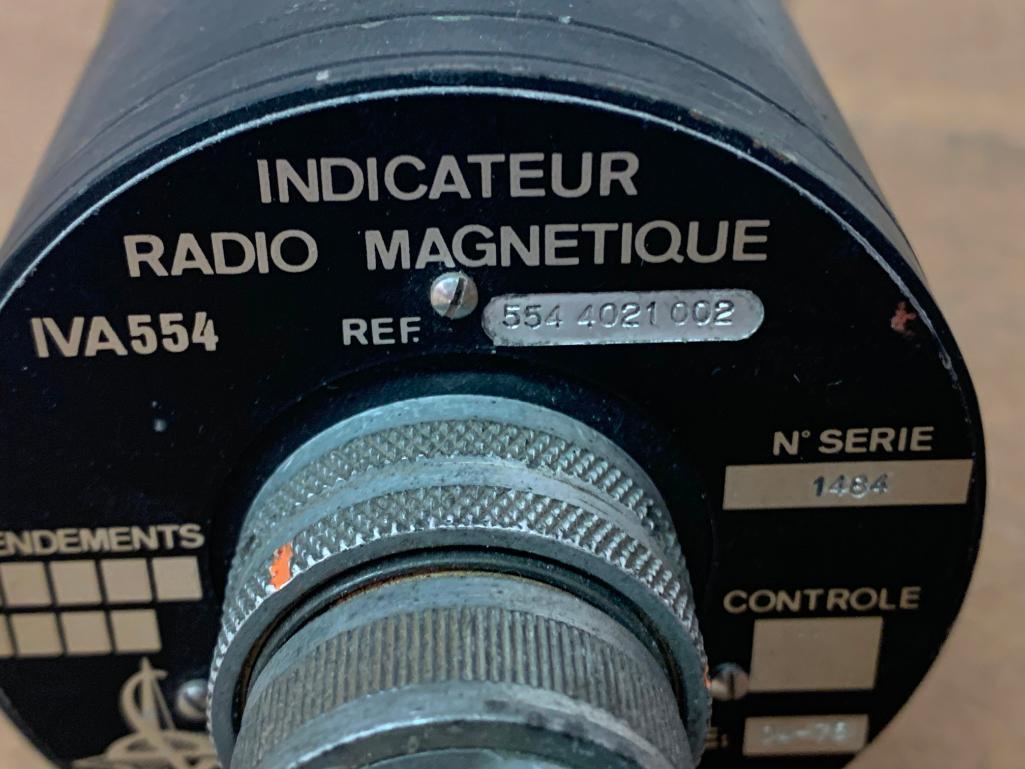 INDICATEUR
RADIO MAGNETIQUE
IVA554 REF. 554 4021 002
N° SERIE
1484
ENDEMENTS
CONTROLE
E: